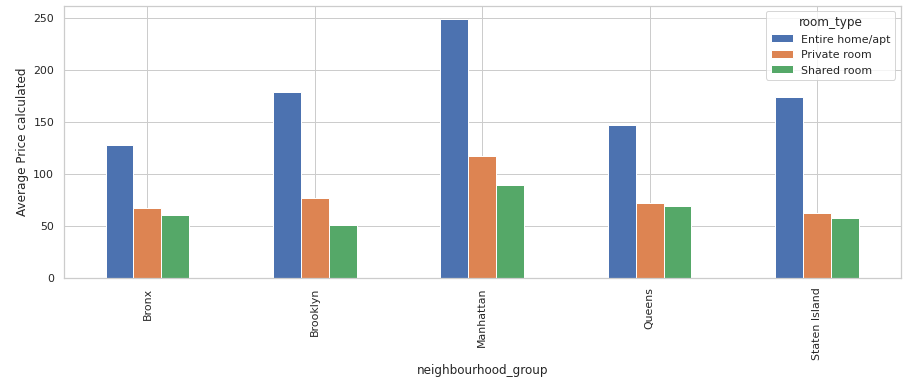 250
200
150
100
50
0
Average Price calculated
room_type
Entire home/apt
Private room
Shared room
Bronx
Brooklyn
Manhattan
Queens
Staten Island
neighbourhood_group